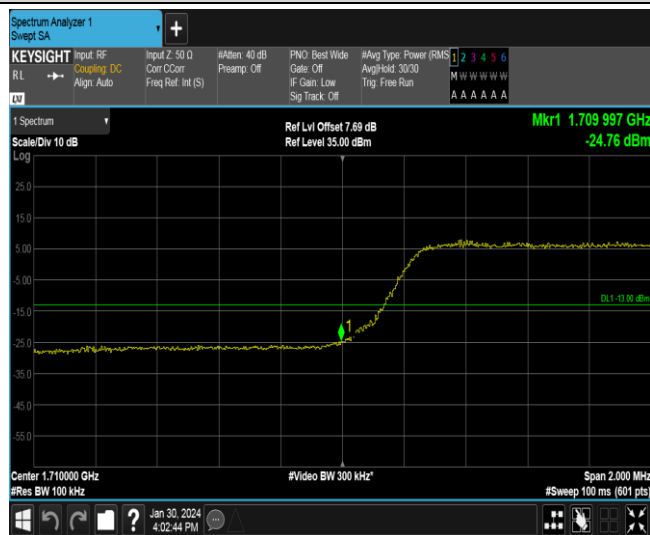 Spectrum Analyzer 1
Swept SA
+
KEYSIGHT
RL
LXI
Input: RF
Coupling: DC
Align: Auto
Input Z: 50 Ω
Corr CCorr
Freq Ref: Int (S)
#Atten: 40 dB
Preamp: Off
PNO: Best Wide
Gate: Off
IF Gain: Low
Sig Track: Off
#Avg Type: Power (RMS
Avg|Hold: 30/30
Trig: Free Run
1 2 3 4 5 6
M W W W W W
A A A A A A
1 Spectrum
Scale/Div 10 dB
Log
Ref Lvl Offset 7.69 dB
Ref Level 35.00 dBm
Mkr1 1.709 997 GHz
-24.76 dBm
25.0
15.0
5.00
-5.00
-15.0
-25.0
-35.0
-45.0
-55.0
DL1 -13.00 dBm
1
Center 1.710000 GHz
#Res BW 100 kHz
#Video BW 300 kHz*
Span 2.000 MHz
#Sweep 100 ms (601 pts)
?
Jan 30, 2024
4:02:44 PM